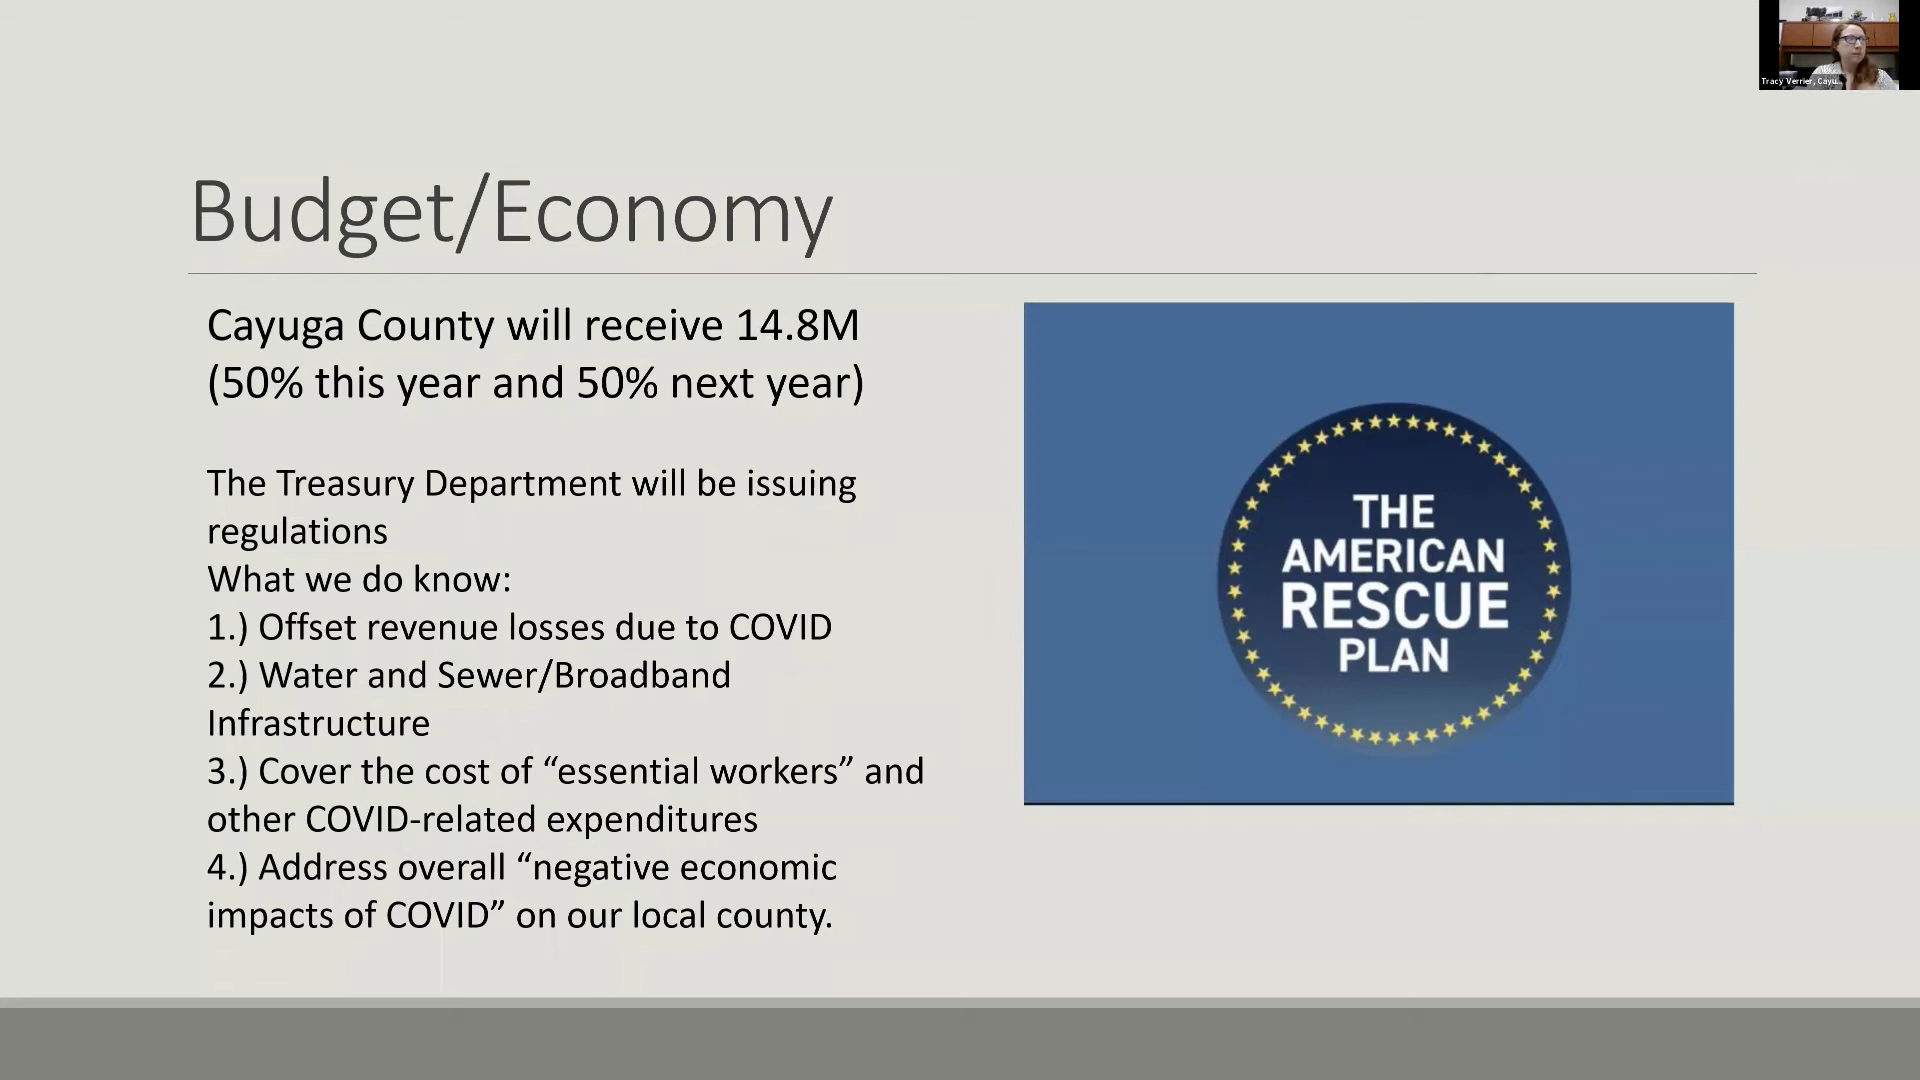 Tracy Verrier, Cayu...
Budget/Economy
Cayuga County will receive 14.8M
(50% this year and 50% next year)
The Treasury Department will be issuing
regulations
What we do know:
1.) Offset revenue losses due to COVID
2.) Water and Sewer/Broadband
Infrastructure
3.) Cover the cost of “essential workers” and
other COVID-related expenditures
4.) Address overall “negative economic
impacts of COVID” on our local county.
THE
AMERICAN
RESCUE
PLAN